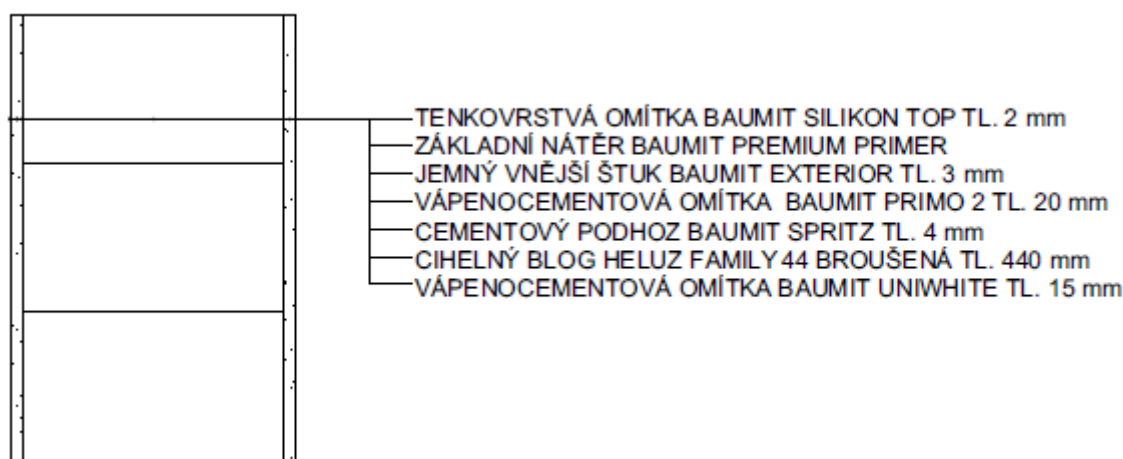 TENKOVRSTVÁ OMÍTKA BAUMIT SILIKON TOP TL. 2 mm
ZÁKLADNÍ NÁTĚR BAUMIT PREMIUM PRIMER
JEMNÝ VNĚJŠÍ ŠTUK BAUMIT EXTERIOR TL. 3 mm
VÁPENOCEMENTOVÁ OMÍTKA BAUMIT PRIMO 2 TL. 20 mm
CEMENTOVÝ PODHOZ BAUMIT SPRITZ TL. 4 mm
CIHELNÝ BLOG HELUZ FAMILY 44 BROUŠENÁ TL. 440 mm
VÁPENOCEMENTOVÁ OMÍTKA BAUMIT UNIWHITE TL. 15 mm